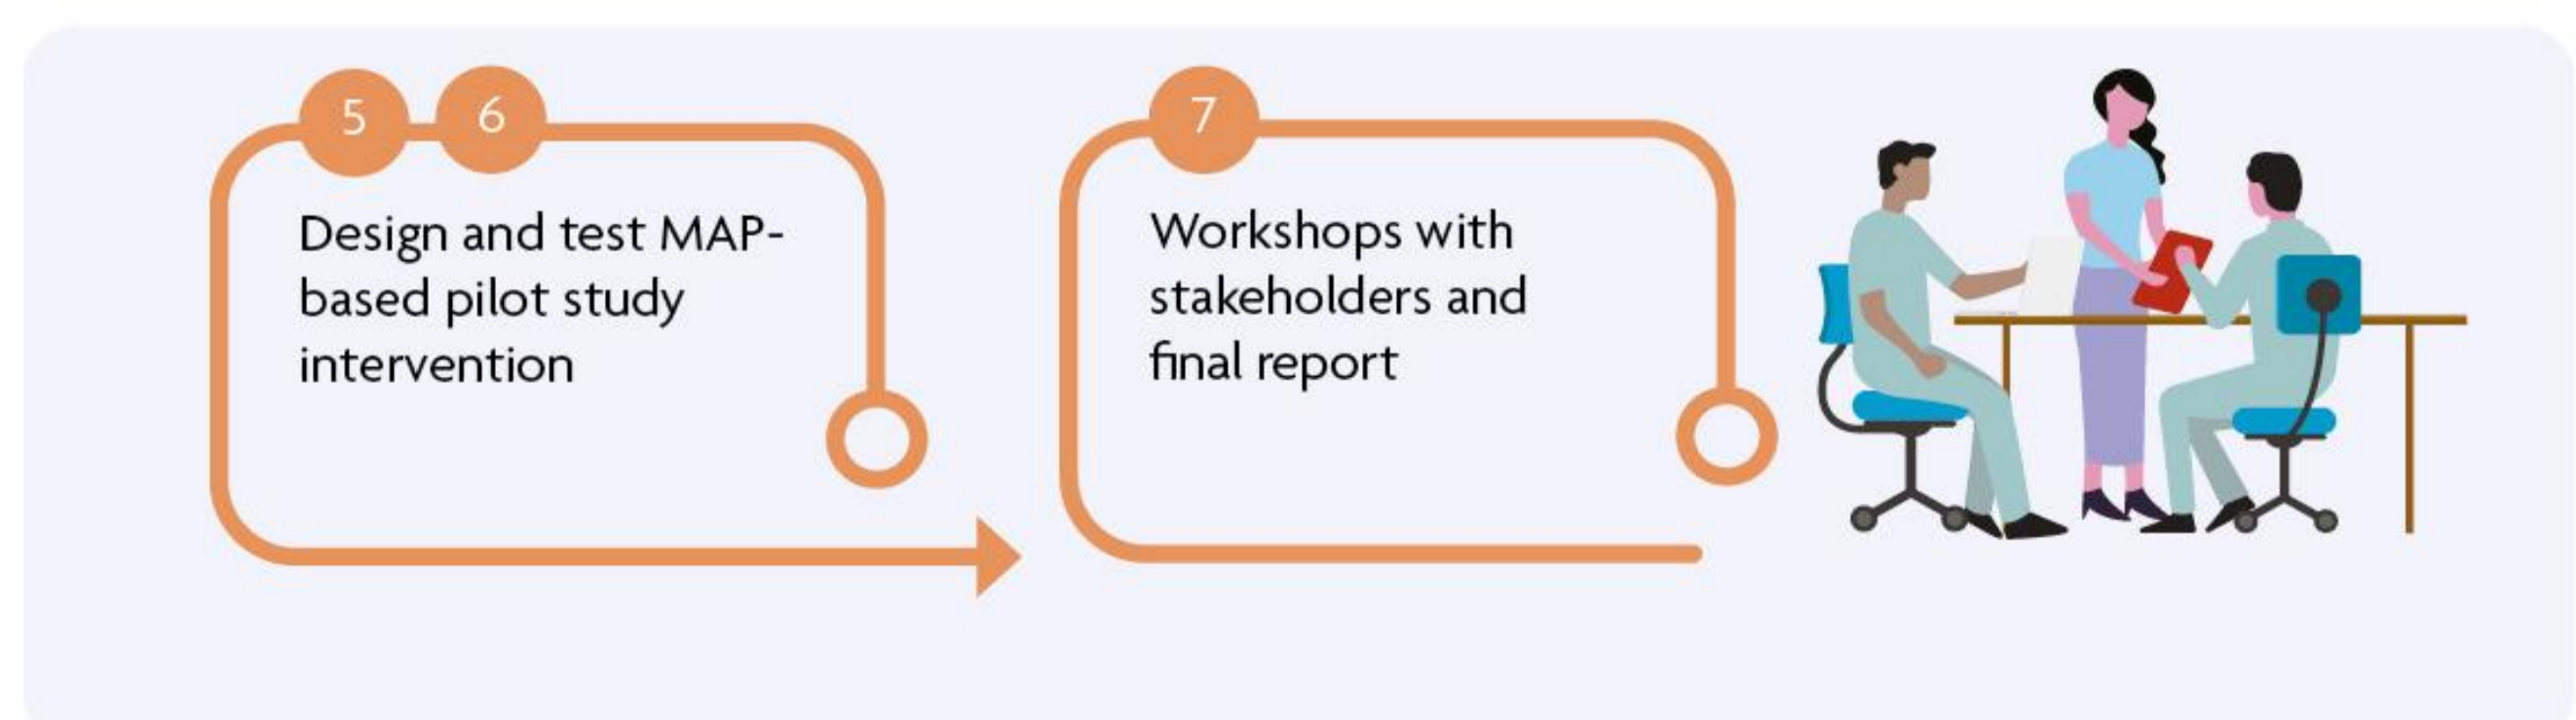 5 6
Design and test MAP-
based pilot study
intervention
7
Workshops with
stakeholders and
final report